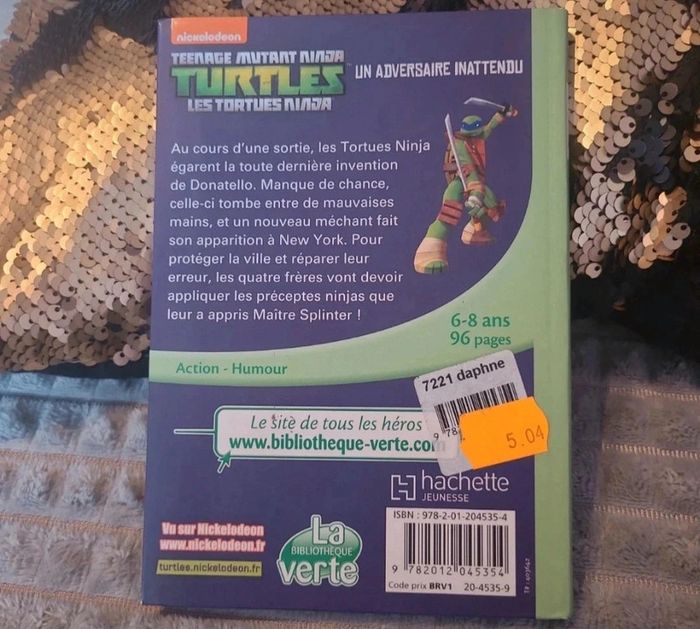 nickelodeon
TEENAGE MUTANT NINJA
TURTLES™
LES TORTUES NINJA
UN ADVERSAIRE INATTENDU
Au cours d'une sortie, les Tortues Ninja
égarent la toute dernière invention
de Donatello. Manque de chance,
celle-ci tombe entre de mauvaises
mains, et un nouveau méchant fait
son apparition à New York. Pour
protéger la ville et réparer leur
erreur, les quatre frères vont devoir
appliquer les préceptes ninjas que
leur a appris Maître Splinter !
6-8 ans
96 pages
Action - Humour
7221 daphne
9 78
5.04
Le site de tous les héros
www.bibliotheque-verte.com
hachette
JEUNESSE
ISBN : 978-2-01-204535-4
9 782012 045354
Code prix BRV1 20-4535-9
Vu sur Nickelodeon
www.nickelodeon.fr
turtles.nickelodeon.fr
La
BIBLIOTHÈQUE
verte